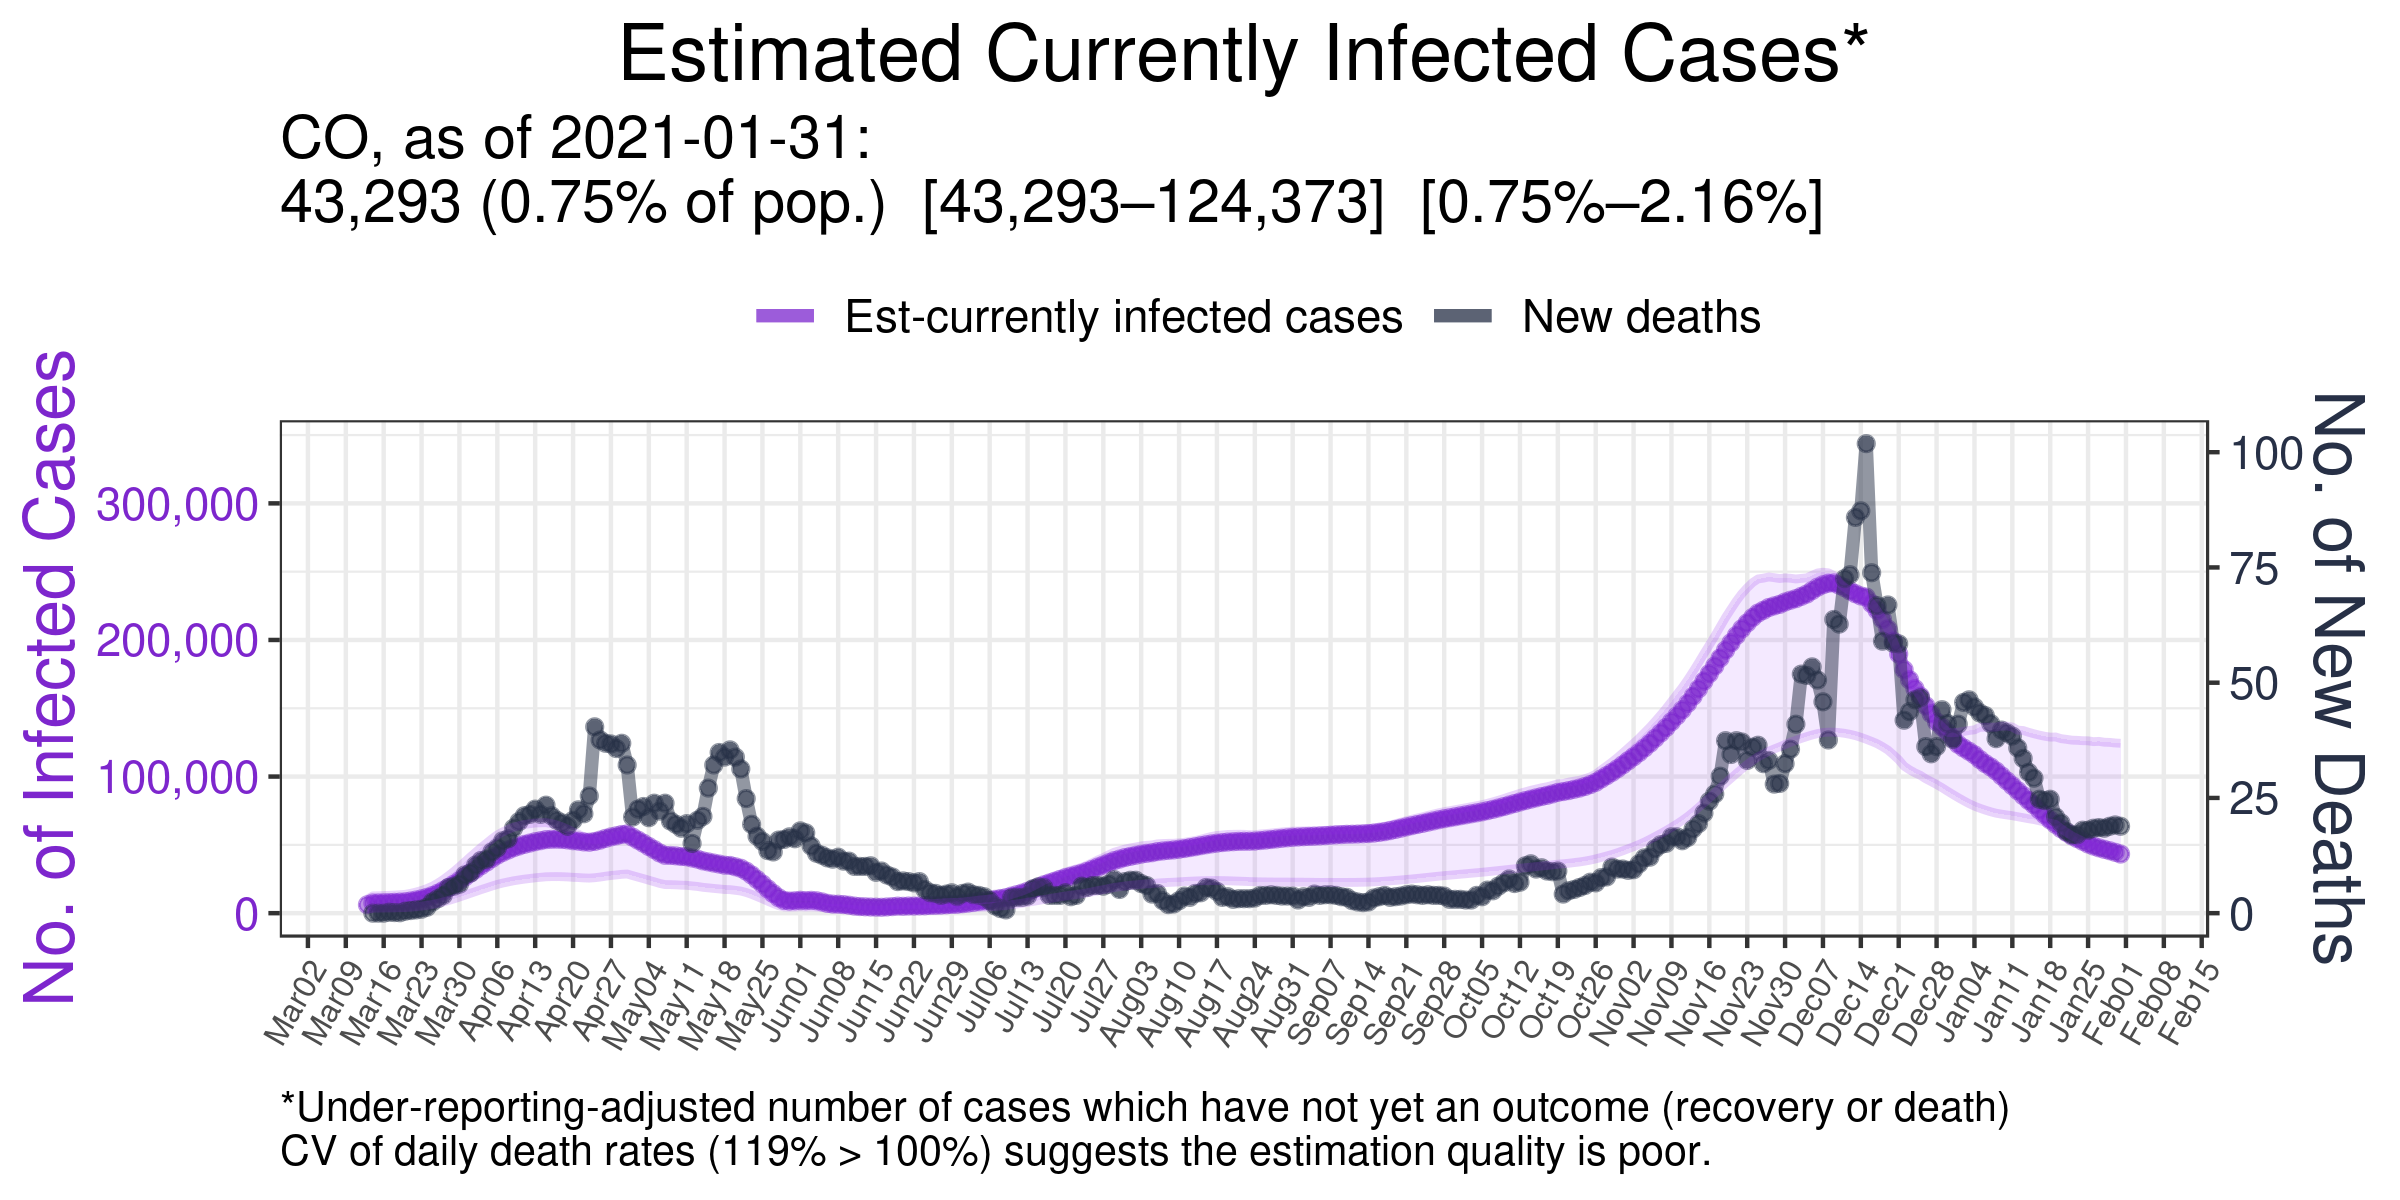 Estimated Currently Infected Cases*
CO, as of 2021-01-31:
43,293 (0.75% of pop.)  [43,293–124,373]  [0.75%–2.16%]
Est-currently infected cases
New deaths
No. of Infected Cases
300,000
200,000
100,000
0
100
75
50
25
0
No. of New Deaths
Mar02
Mar09
Mar16
Mar23
Mar30
Apr06
Apr13
Apr20
Apr27
May04
May11
May18
May25
Jun01
Jun08
Jun15
Jun22
Jun29
Jul06
Jul13
Jul20
Jul27
Aug03
Aug10
Aug17
Aug24
Aug31
Sep07
Sep14
Sep21
Sep28
Oct05
Oct12
Oct19
Oct26
Nov02
Nov09
Nov16
Nov23
Nov30
Dec07
Dec14
Dec21
Dec28
Jan04
Jan11
Jan18
Jan25
Feb01
Feb08
Feb15
*Under-reporting-adjusted number of cases which have not yet an outcome (recovery or death)
CV of daily death rates (119% > 100%) suggests the estimation quality is poor.